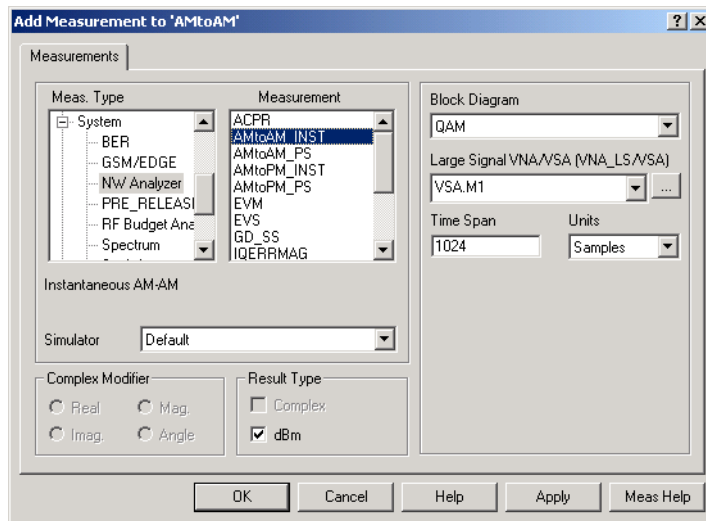 Add Measurement to 'AMtoAM'
Measurements
Meas. Type
System
BER
GSM/EDGE
NW Analyzer
PRE_RELEASI
RF Budget Ana
Spectrum
Measurement
ACPR
AMtoAM_INST
AMtoAM_PS
AMtoPM_INST
AMtoPM_PS
EVM
EVS
GD_SS
IQERRMAG
Instantaneous AM-AM
Simulator Default
Complex Modifier
Real Mag.
Imag. Angle
Result Type
Complex
dBm
Block Diagram
QAM
Large Signal VNA/VSA (VNA_LS/VSA)
VSA.M1 ...
Time Span Units
1024 Samples
OK Cancel Help Apply Meas Help